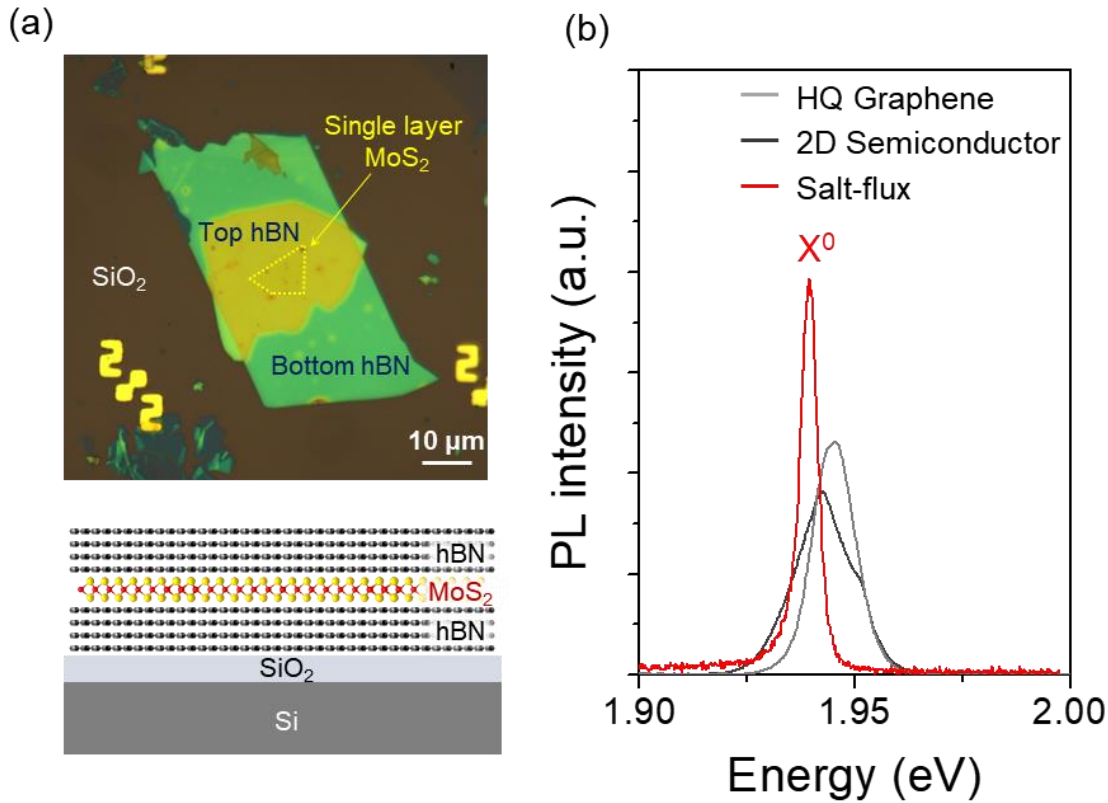 (a)
Single layer
MoS₂
Top hBN
SiO₂
Bottom hBN
10 µm
hBN
MoS₂
hBN
SiO₂
Si
(b)
HQ Graphene
2D Semiconductor
Salt-flux
X⁰
PL intensity (a.u.)
1.90
1.95
2.00
Energy (eV)